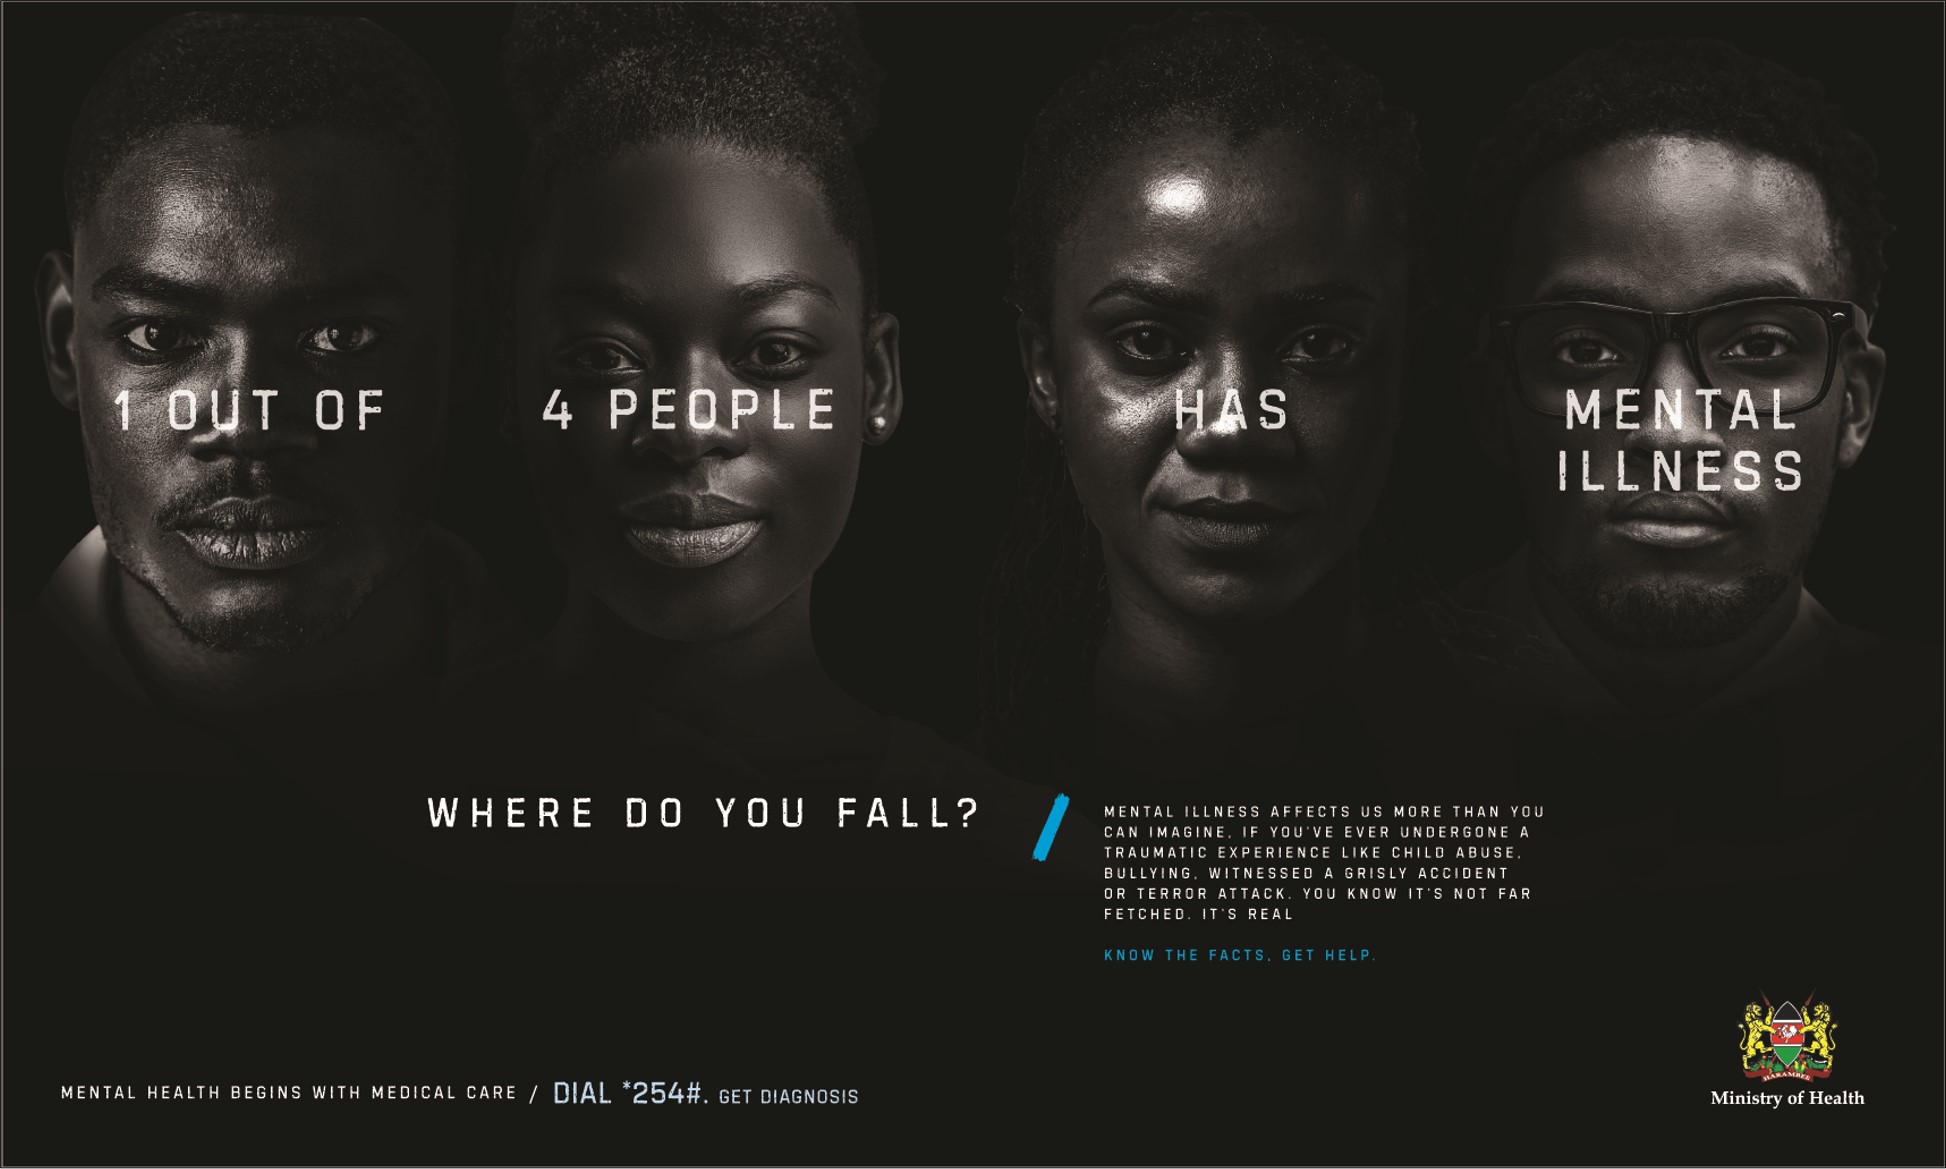 1 OUT OF 4 PEOPLE HAS MENTAL
ILLNESS
WHERE DO YOU FALL?
MENTAL ILLNESS AFFECTS US MORE THAN YOU
CAN IMAGINE, IF YOU'VE EVER UNDERGONE A
TRAUMATIC EXPERIENCE LIKE CHILD ABUSE,
BULLYING, WITNESSED A GRISLY ACCIDENT
OR TERROR ATTACK. YOU KNOW IT'S NOT FAR
FETCHED. IT'S REAL
KNOW THE FACTS, GET HELP.
HARAMBEE
Ministry of Health
MENTAL HEALTH BEGINS WITH MEDICAL CARE / DIAL *254#. GET DIAGNOSIS